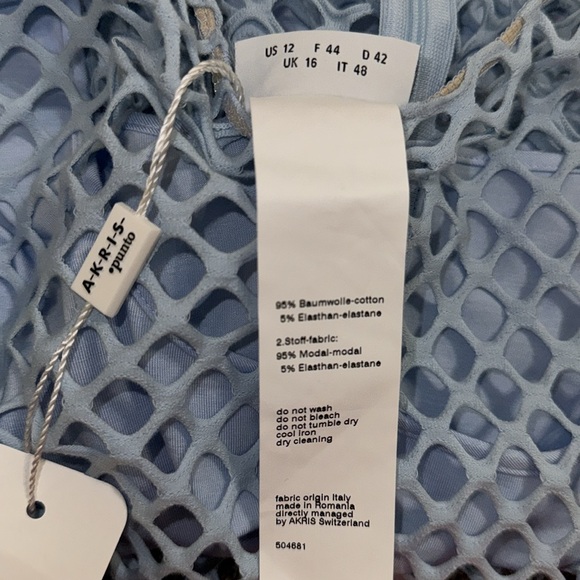 US 12 F 44 D 42
UK 16 IT 48
A-K-R-I-S-
*punto
95% Baumwolle-cotton
5% Elasthan-elastane
2.Stoff-fabric:
95% Modal-modal
5% Elasthan-elastane
do not wash
do not bleach
do not tumble dry
cool iron
dry cleaning
fabric origin Italy
made in Romania
directly managed
by AKRIS Switzerland
504681